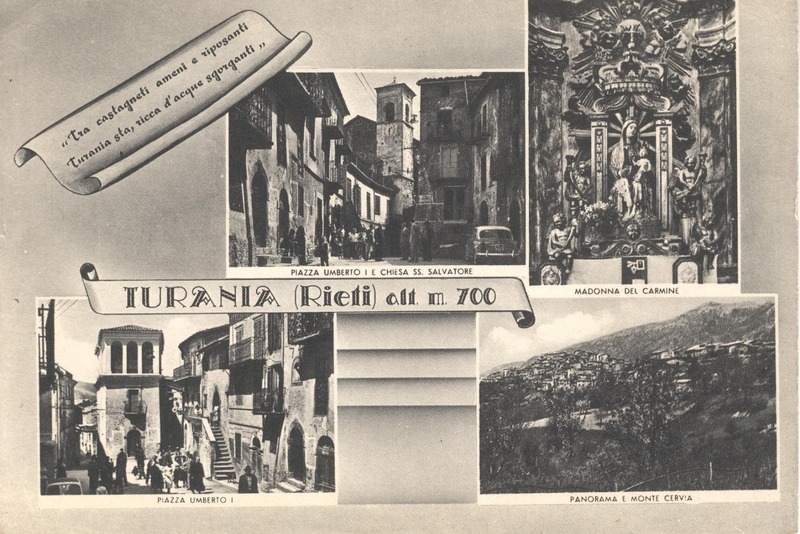 „Tra castagneti ameni e riposanti
Turania sta, ricca d'acque sgorganti „
PIAZZA UMBERTO I E CHIESA SS. SALVATORE
MADONNA DEL CARMINE
TURANIA (Rieti) alt. m. 700
PIAZZA UMBERTO I
PANORAMA E MONTE CERVIA